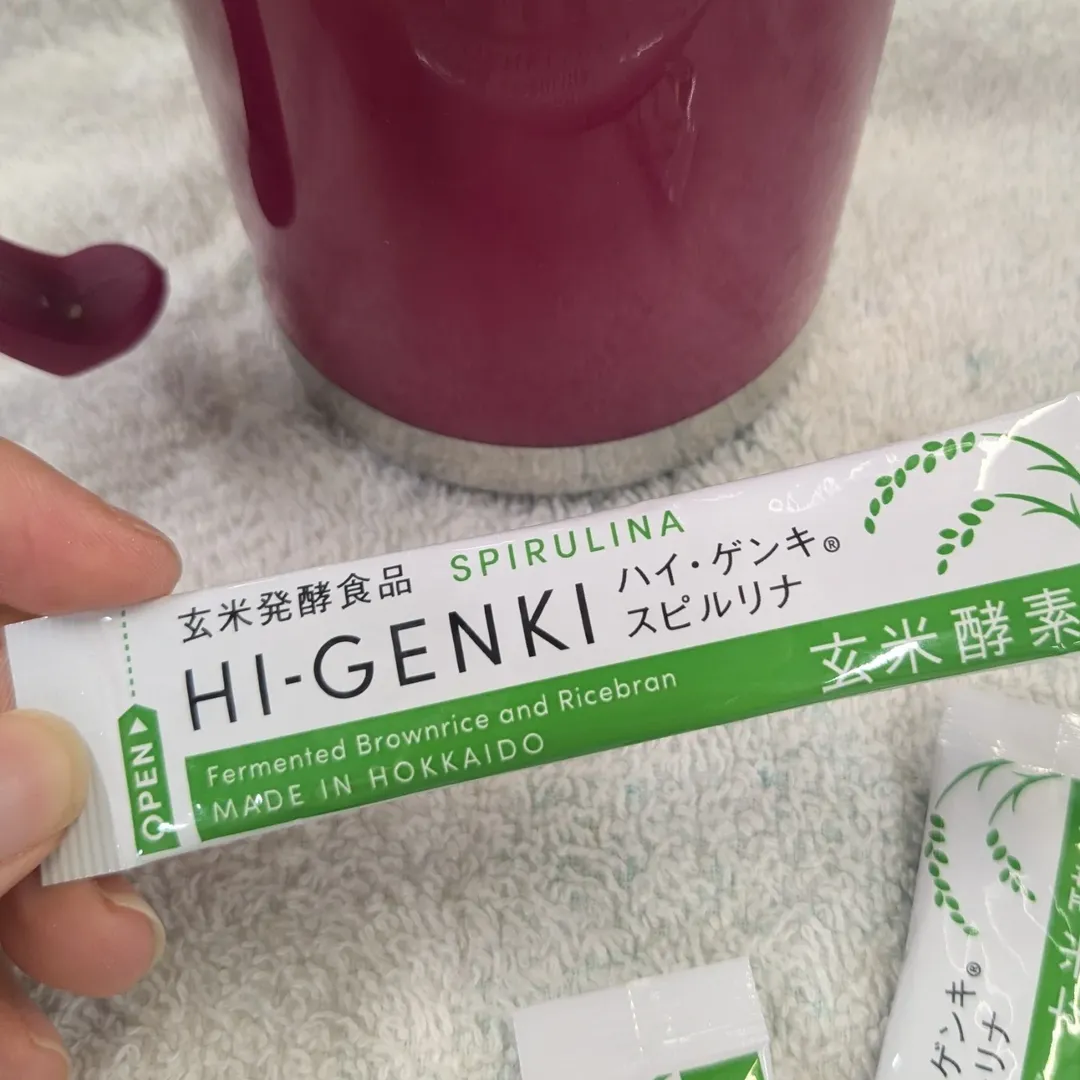 玄米発酵食品
SPIRULINA
HI-GENKI
ハイ・ゲンキ®
スピルリナ
Fermented Brownrice and Ricebran
MADE IN HOKKAIDO
玄米酵素
OPEN
ゲンキ®
リナ